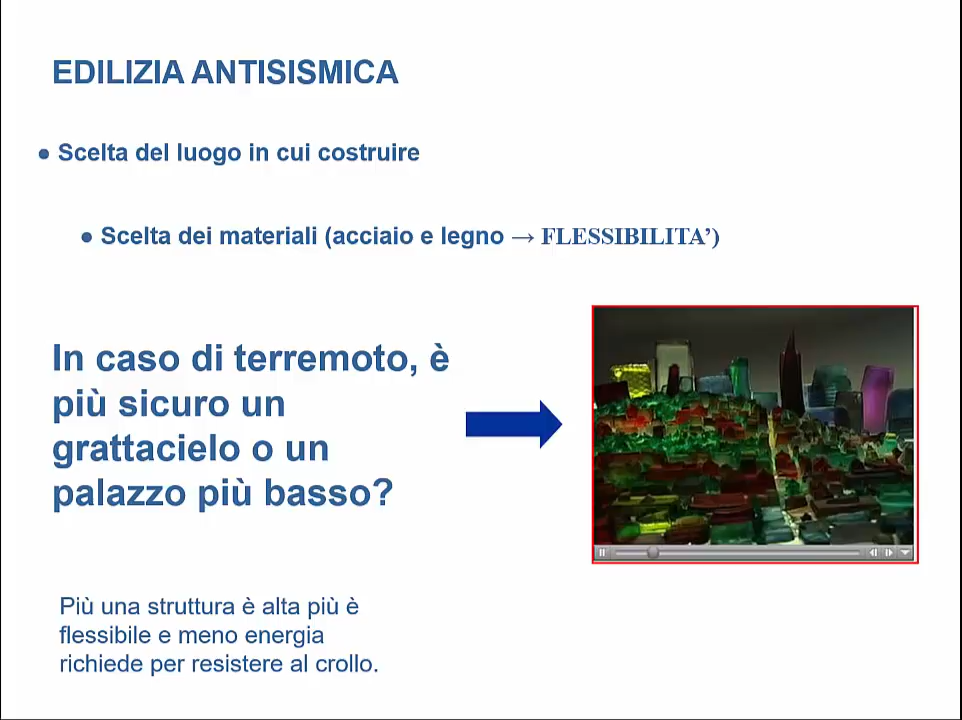 EDILIZIA ANTISISMICA
● Scelta del luogo in cui costruire
● Scelta dei materiali (acciaio e legno → FLESSIBILITA’)
In caso di terremoto, è
più sicuro un
grattacielo o un
palazzo più basso?
Più una struttura è alta più è
flessibile e meno energia
richiede per resistere al crollo.